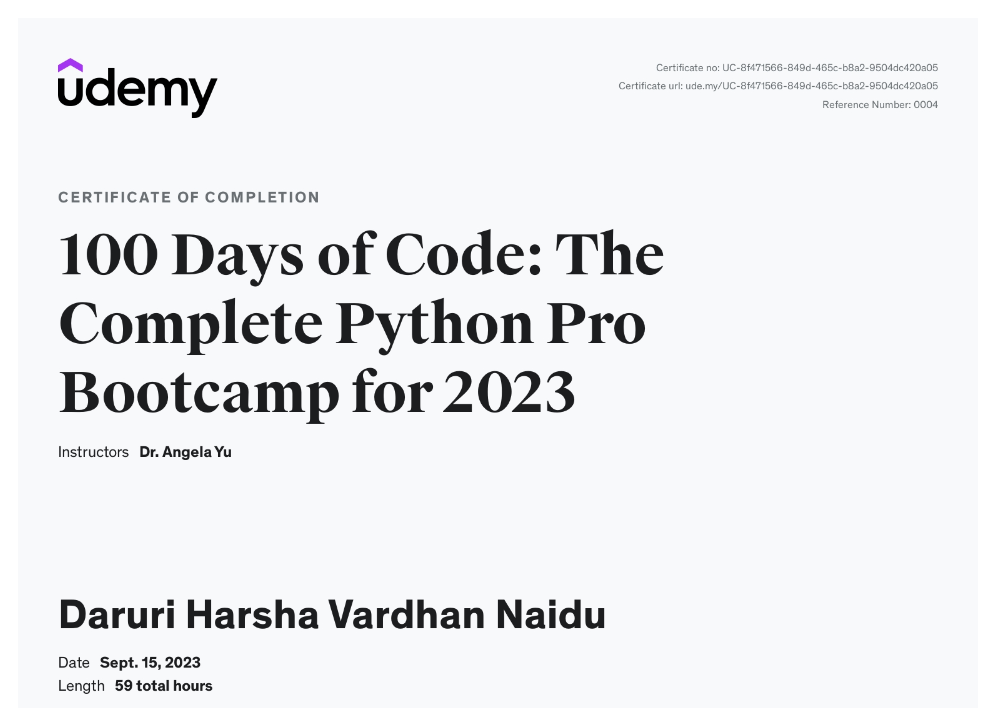 udemy
Certificate no: UC-8f471566-849d-465c-b8a2-9504dc420a05
Certificate url: ude.my/UC-8f471566-849d-465c-b8a2-9504dc420a05
Reference Number: 0004
CERTIFICATE OF COMPLETION
100 Days of Code: The
Complete Python Pro
Bootcamp for 2023
Instructors Dr. Angela Yu
Daruri Harsha Vardhan Naidu
Date Sept. 15, 2023
Length 59 total hours